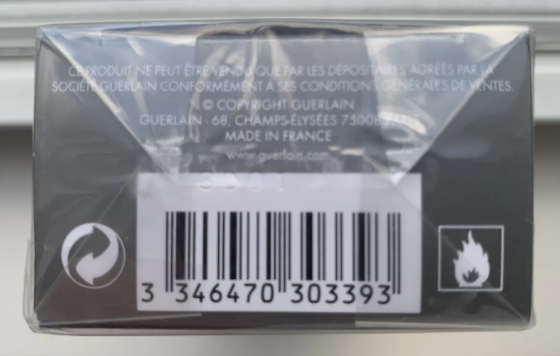 CE PRODUIT NE PEUT ÊTRE VENDU QUE PAR LES DÉPOSITAIRES AGRÉÉS PAR LA
SOCIÉTÉ GUERLAIN CONFORMÉMENT À SES CONDITIONS GÉNÉRALES DE VENTES.
© COPYRIGHT GUERLAIN
GUERLAIN - 68, CHAMPS-ÉLYSÉES 75008 PARIS
MADE IN FRANCE
www.guerlain.com
3 346470 303393